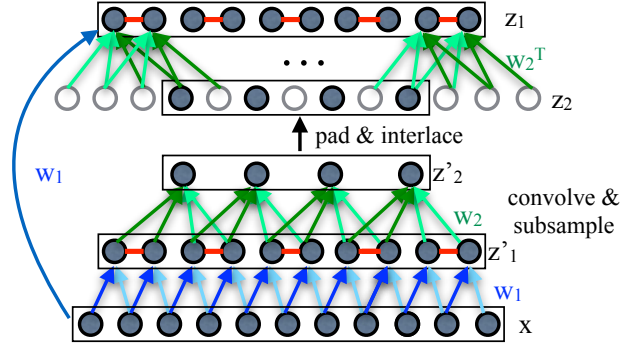 z₁
w₂ᵀ
...
z₂
pad & interlace
w₁
z'₂
convolve &
subsample
w₂
z'₁
w₁
x